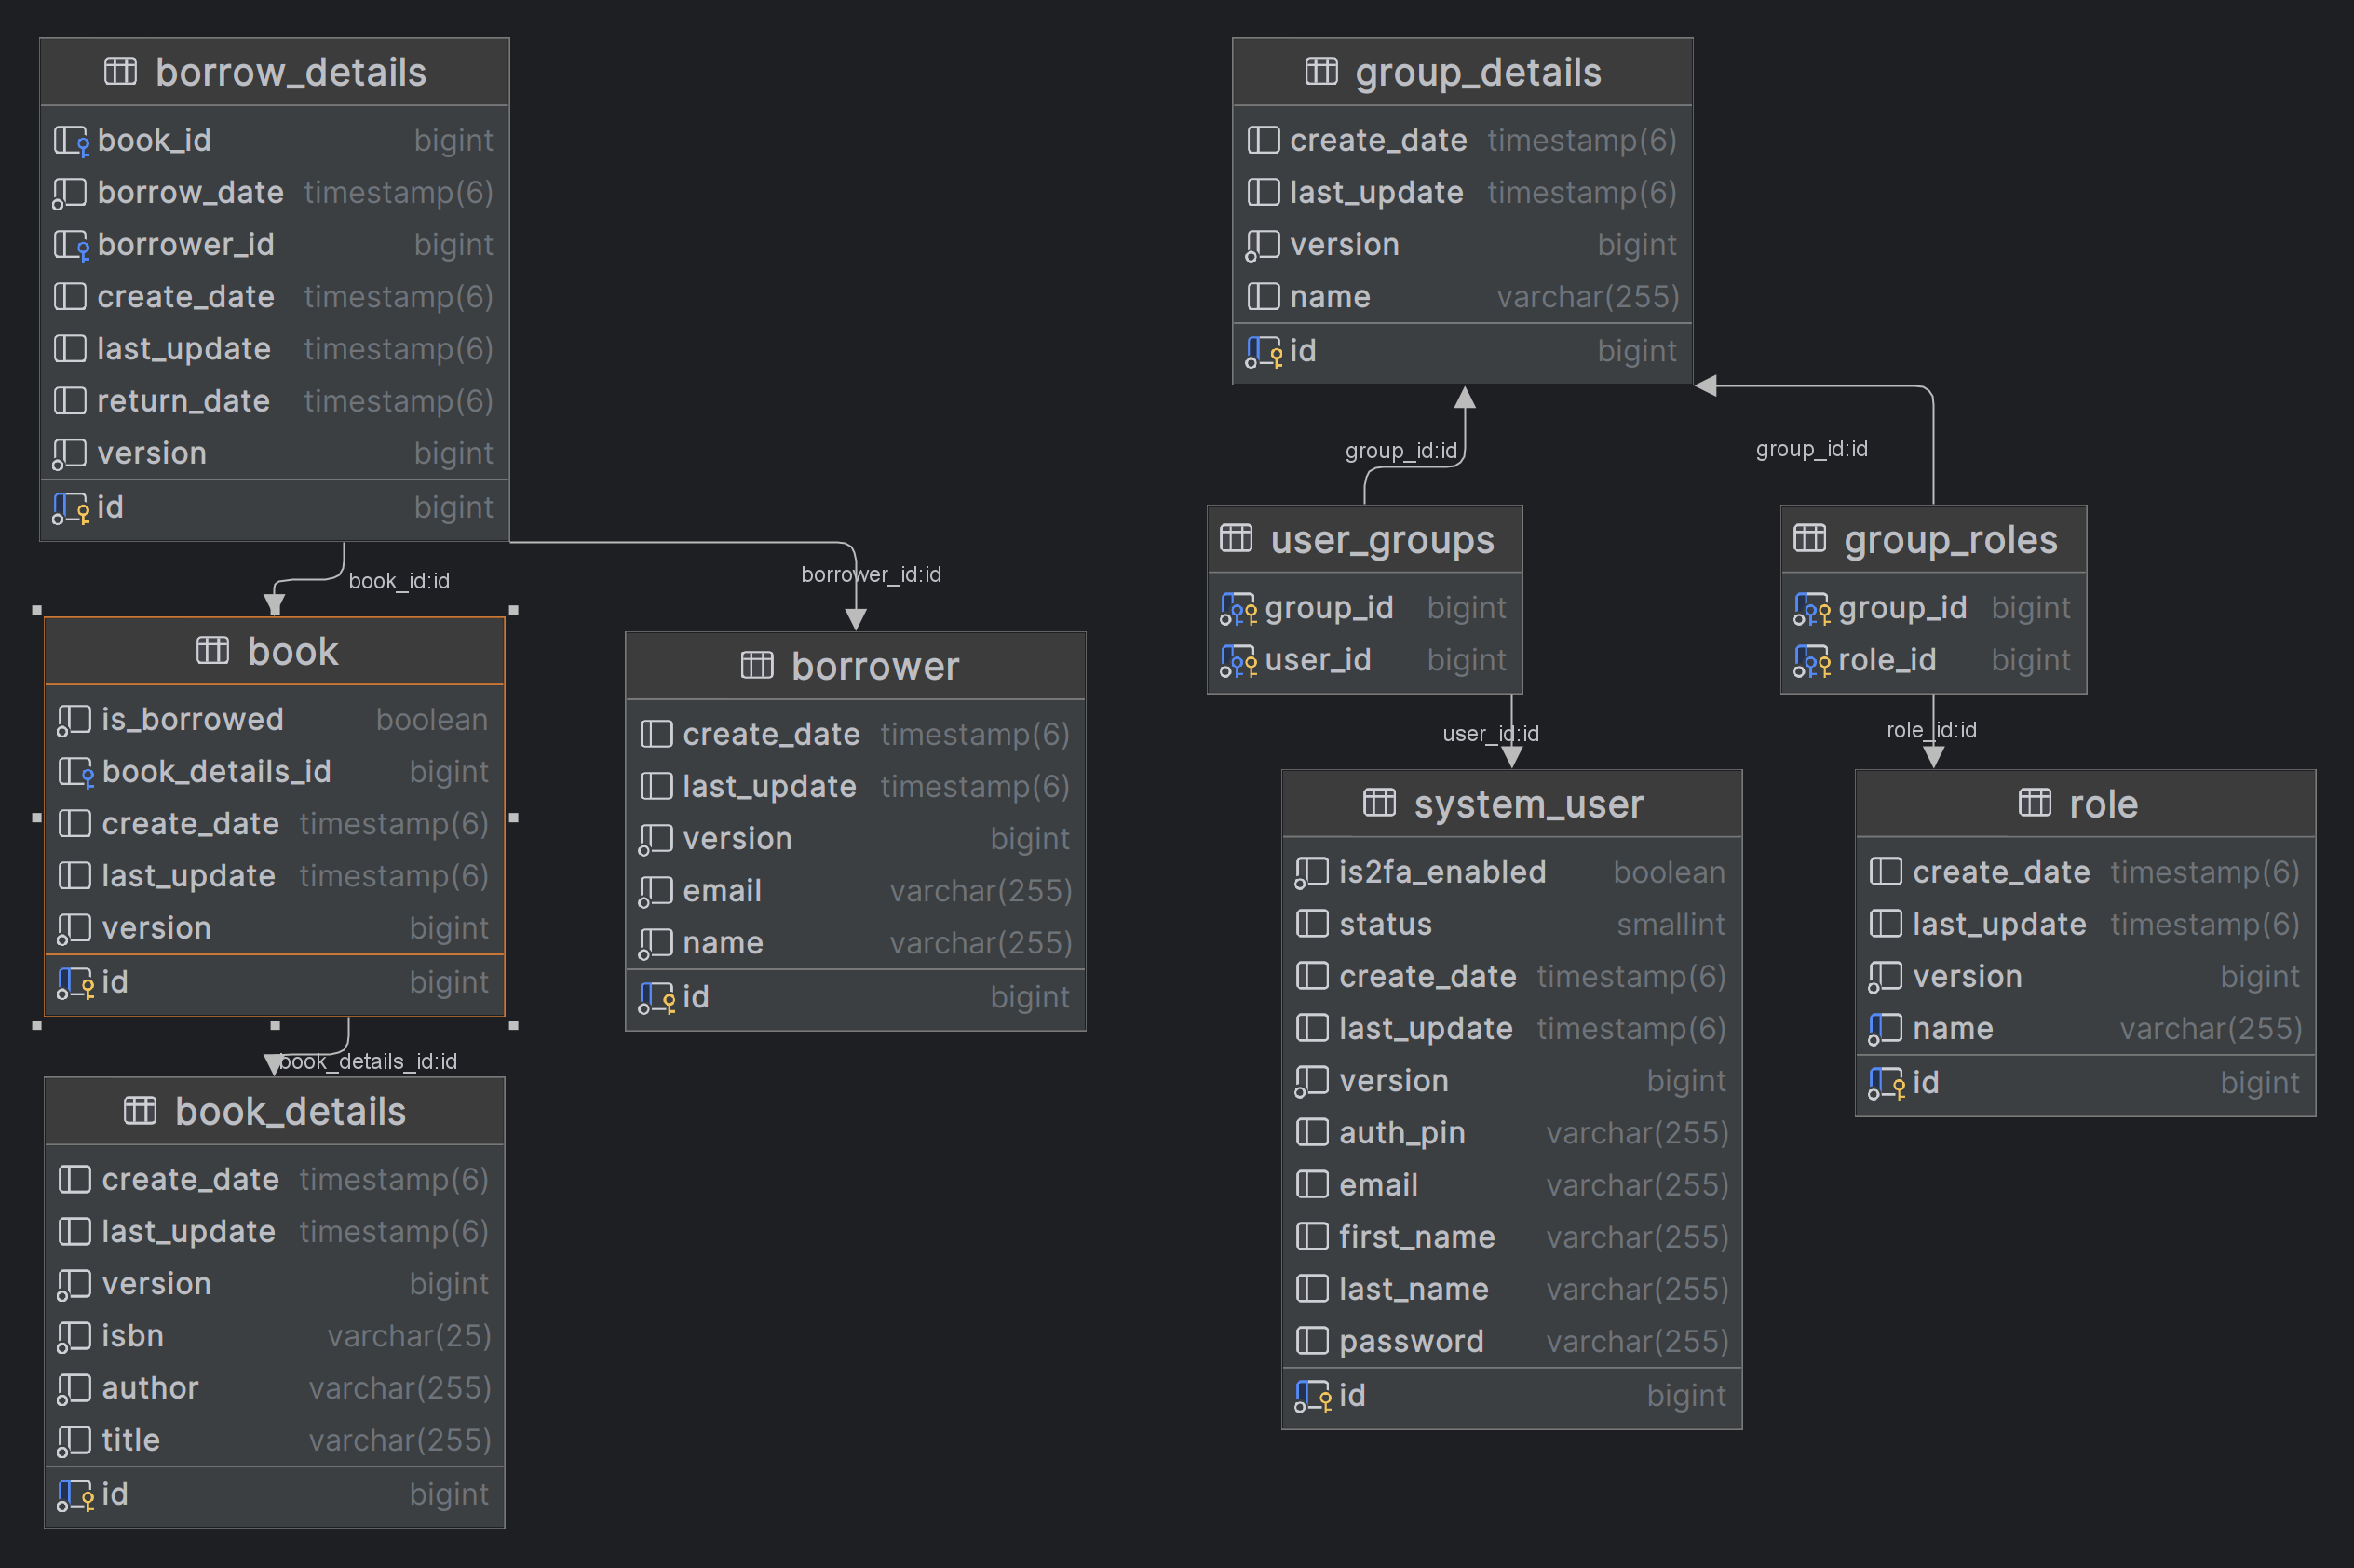 borrow_details
book_id bigint
borrow_date timestamp(6)
borrower_id bigint
create_date timestamp(6)
last_update timestamp(6)
return_date timestamp(6)
version bigint
id bigint
book_id:id
borrower_id:id
book
is_borrowed boolean
book_details_id bigint
create_date timestamp(6)
last_update timestamp(6)
version bigint
id bigint
book_details_id:id
book_details
create_date timestamp(6)
last_update timestamp(6)
version bigint
isbn varchar(25)
author varchar(255)
title varchar(255)
id bigint
borrower
create_date timestamp(6)
last_update timestamp(6)
version bigint
email varchar(255)
name varchar(255)
id bigint
group_details
create_date timestamp(6)
last_update timestamp(6)
version bigint
name varchar(255)
id bigint
group_id:id
group_id:id
user_groups
group_id bigint
user_id bigint
user_id:id
group_roles
group_id bigint
role_id bigint
role_id:id
system_user
is2fa_enabled boolean
status smallint
create_date timestamp(6)
last_update timestamp(6)
version bigint
auth_pin varchar(255)
email varchar(255)
first_name varchar(255)
last_name varchar(255)
password varchar(255)
id bigint
role
create_date timestamp(6)
last_update timestamp(6)
version bigint
name varchar(255)
id bigint